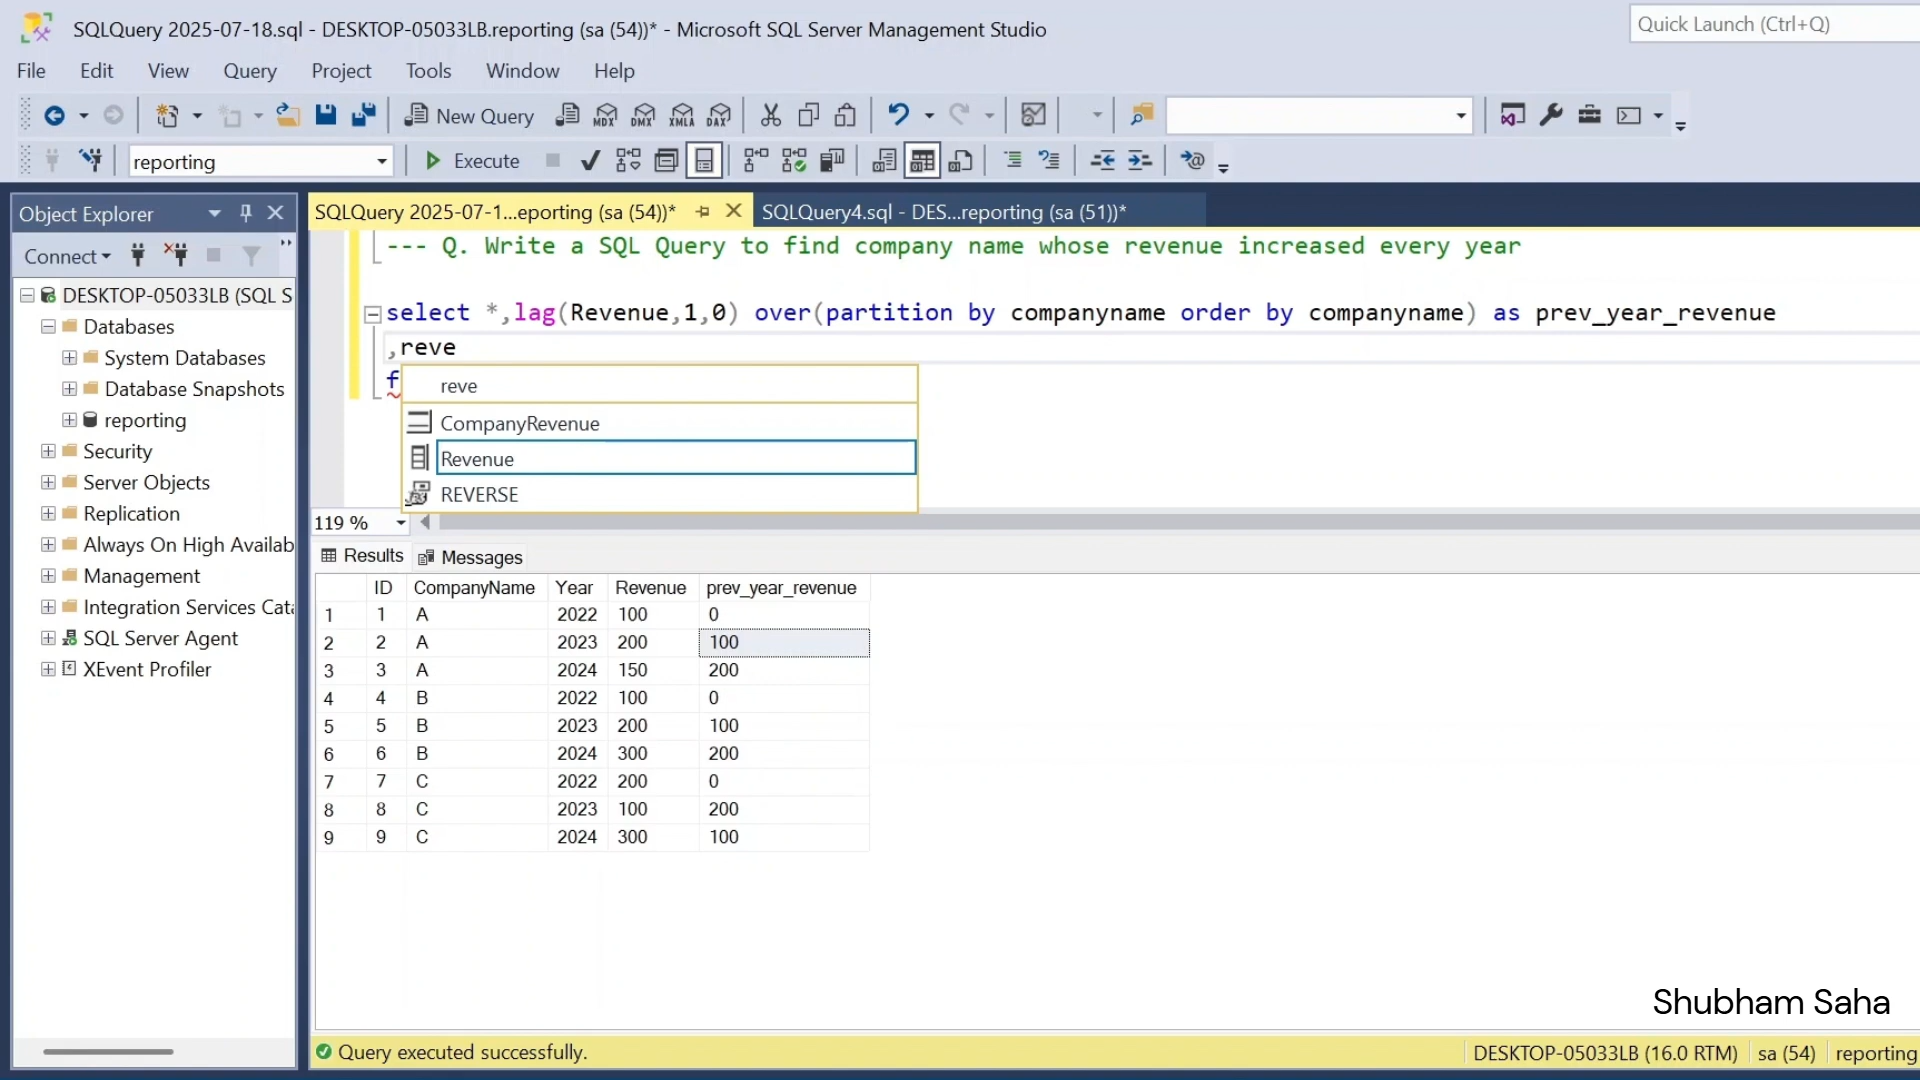 SQLQuery 2025-07-18.sql - DESKTOP-05033LB.reporting (sa (54))* - Microsoft SQL Server Management Studio
Quick Launch (Ctrl+Q)
File Edit View Query Project Tools Window Help
New Query MDX DMX XMLA DAX
reporting Execute
Object Explorer
SQLQuery 2025-07-1...eporting (sa (54))* SQLQuery4.sql - DES...reporting (sa (51))*
Connect
DESKTOP-05033LB (SQL S
Databases
System Databases
Database Snapshots
reporting
Security
Server Objects
Replication
Always On High Availab
Management
Integration Services Cata
SQL Server Agent
XEvent Profiler
--- Q. Write a SQL Query to find company name whose revenue increased every year
select *,lag(Revenue,1,0) over(partition by companyname order by companyname) as prev_year_revenue
,reve
f
reve
CompanyRevenue
Revenue
REVERSE
119 %
Results Messages
ID CompanyName Year Revenue prev_year_revenue
1 1 A 2022 100 0
2 2 A 2023 200 100
3 3 A 2024 150 200
4 4 B 2022 100 0
5 5 B 2023 200 100
6 6 B 2024 300 200
7 7 C 2022 200 0
8 8 C 2023 100 200
9 9 C 2024 300 100
Shubham Saha
Query executed successfully. DESKTOP-05033LB (16.0 RTM) sa (54) reporting